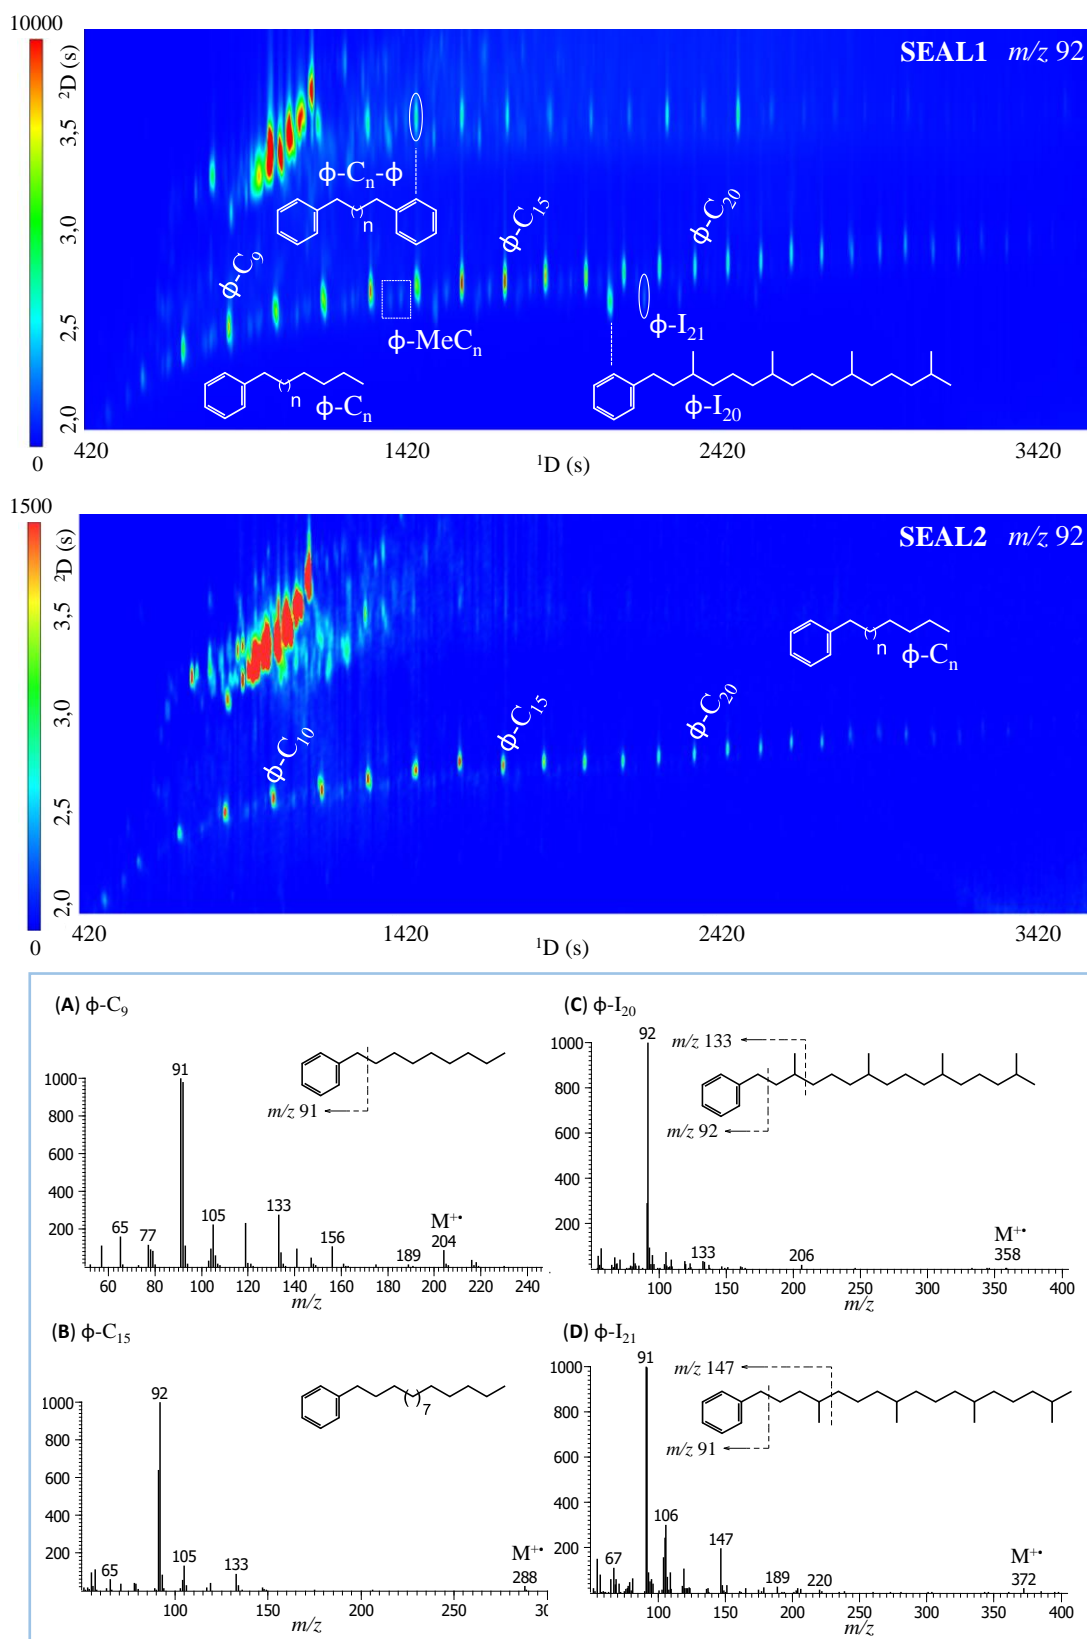 10000
SEAL1 m/z 92
²D (s)
3,5
3,0
2,5
2,0
0
ϕ-Cₙ-ϕ
n
ϕ-C₉
ϕ-C₁₅
ϕ-C₂₀
ϕ-MeCₙ
ϕ-I₂₁
n
ϕ-Cₙ
ϕ-I₂₀
420
1420
2420
3420
¹D (s)
1500
SEAL2 m/z 92
²D (s)
3,5
3,0
2,5
2,0
0
n
ϕ-Cₙ
ϕ-C₁₀
ϕ-C₁₅
ϕ-C₂₀
420
1420
2420
3420
¹D (s)
(A) ϕ-C₉
91
1000
800
600
400
200
m/z 91
65
77
105
133
156
189
M⁺•
204
60 80 100 120 140 160 180 200 220 240
m/z
(C) ϕ-I₂₀
92
1000
800
600
400
200
m/z 133
m/z 92
133
206
M⁺•
358
100 150 200 250 300 350 400
m/z
(B) ϕ-C₁₅
92
1000
800
600
400
200
7
65
105
133
M⁺•
288
100 150 200 250 30
m/z
(D) ϕ-I₂₁
91
1000
800
600
400
200
m/z 147
m/z 91
67
106
147
189
220
M⁺•
372
100 150 200 250 300 350 400
m/z